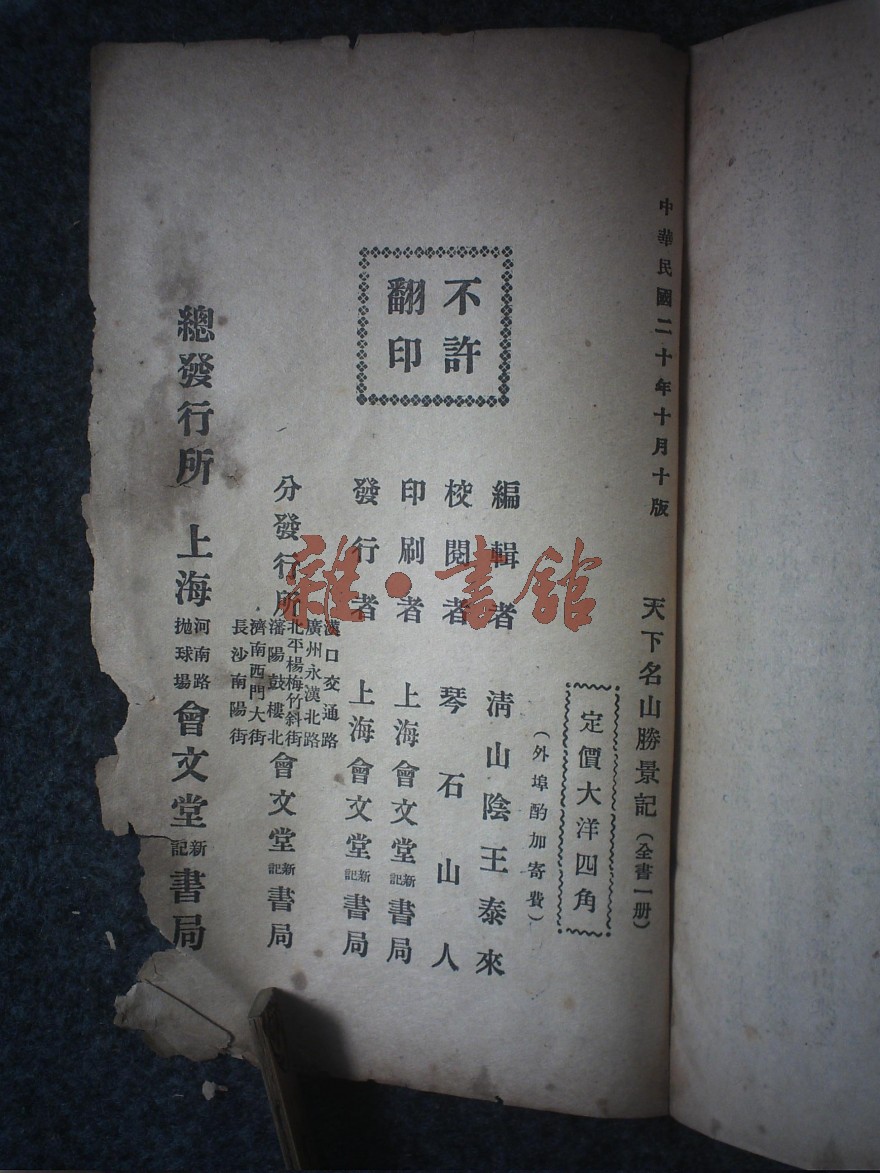 中華民國二十年十月十版
天下名山勝景記（全書一册）
定價大洋四角
（外埠酌加寄費）
編輯者　清山陰王泰來
校閱者　琴石山人
印刷者　上海會文堂新記書局
發行者　上海會文堂新記書局
不許
翻印
分發行所
漢口交通路
廣州永漢北路
北平楊梅竹斜街
瀋陽鼓樓北
濟南西門大街
長沙南陽街
會文堂新記書局
總發行所　上海
河南路
拋球場
會文堂新記書局
雜·書館